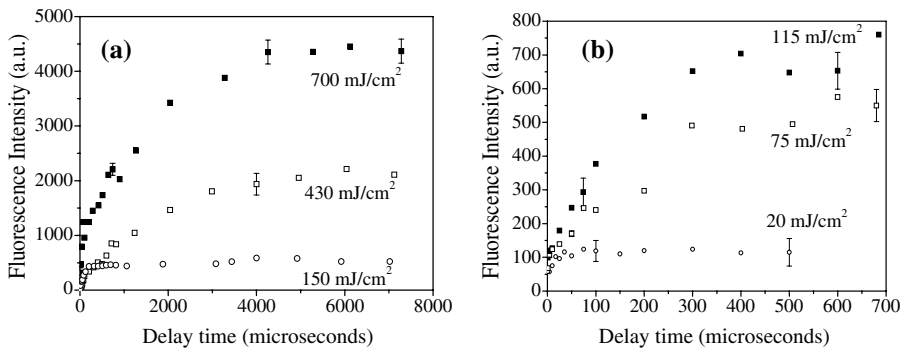 (a)
Fluorescence Intensity (a.u.)
5000
4000
3000
2000
1000
0
700 mJ/cm²
430 mJ/cm²
150 mJ/cm²
0 2000 4000 6000 8000
Delay time (microseconds)
(b)
Fluorescence Intensity (a.u.)
800
700
600
500
400
300
200
100
0
115 mJ/cm²
75 mJ/cm²
20 mJ/cm²
0 100 200 300 400 500 600 700
Delay time (microseconds)